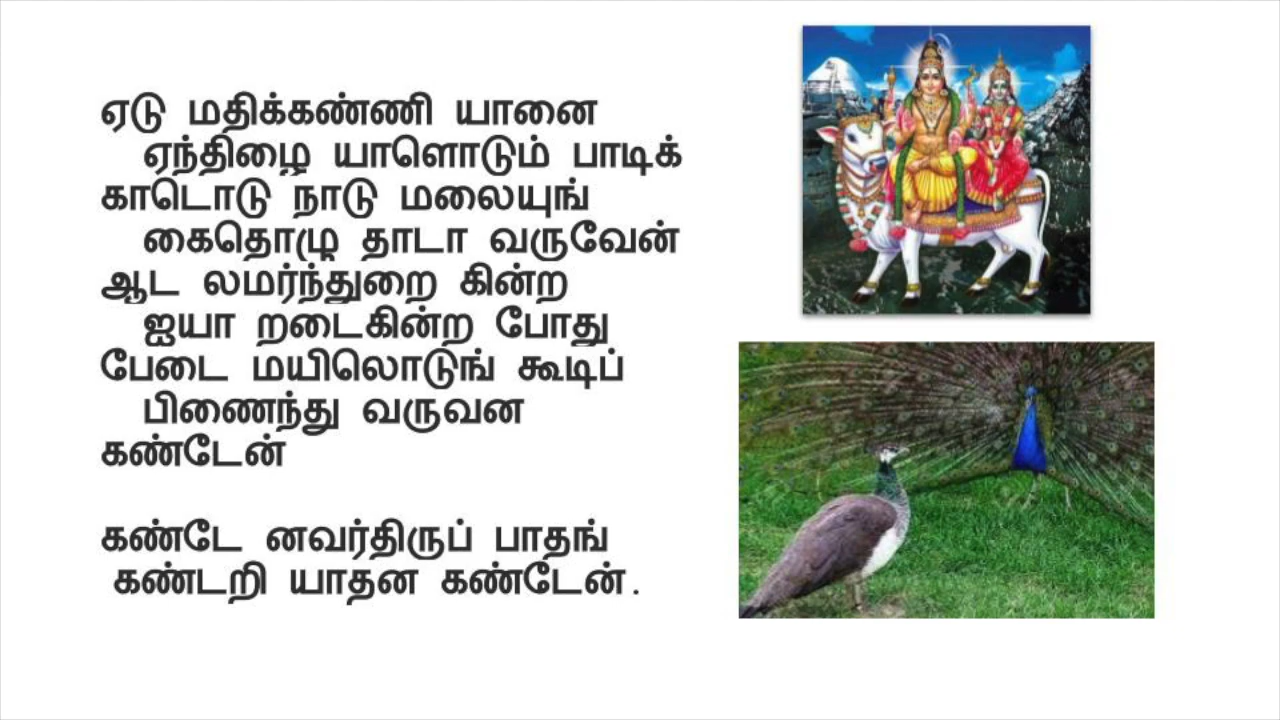 ஏடு மதிக்கண்ணி யானை
ஏந்திழை யாளொடும் பாடிக்
காடொடு நாடு மலையுங்
கைதொழு தாடா வருவேன்
ஆட லமர்ந்துறை கின்ற
ஐயா றடைகின்ற போது
பேடை மயிலொடுங் கூடிப்
பிணைந்து வருவன
கண்டேன்
கண்டே னவர்திருப் பாதங்
கண்டறி யாதன கண்டேன்.